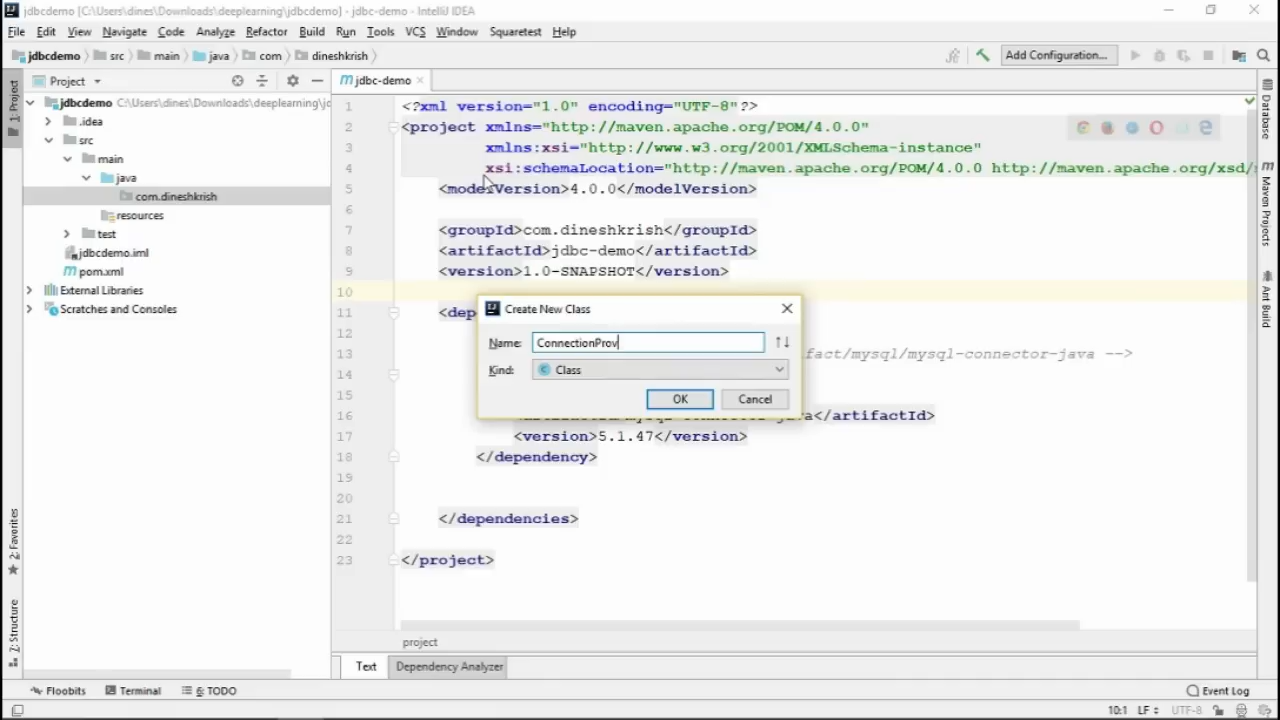 jdbcdemo [C:\Users\dines\Downloads\deeplearning\jdbcdemo] - jdbc-demo - IntelliJ IDEA
File Edit View Navigate Code Analyze Refactor Build Run Tools VCS Window Squaretest Help
jdbcdemo src main java com dineshkrish Add Configuration...
Project jdbc-demo
1: Project
jdbcdemo C:\Users\dines\Downloads\deeplearning\jd
.idea
src
main
java
com.dineshkrish
resources
test
jdbcdemo.iml
pom.xml
External Libraries
Scratches and Consoles
2: Favorites
7: Structure
1 <?xml version="1.0" encoding="UTF-8"?>
2 <project xmlns="http://maven.apache.org/POM/4.0.0"
3 xmlns:xsi="http://www.w3.org/2001/XMLSchema-instance"
4 xsi:schemaLocation="http://maven.apache.org/POM/4.0.0 http://maven.apache.org/xsd/
5 <modelVersion>4.0.0</modelVersion>
6
7 <groupId>com.dineshkrish</groupId>
8 <artifactId>jdbc-demo</artifactId>
9 <version>1.0-SNAPSHOT</version>
10
11 <dep
12
13 fact/mysql/mysql-connector-java -->
14
15
16 java</artifactId>
17 <version>5.1.47</version>
18 </dependency>
19
20
21 </dependencies>
22
23 </project>
Create New Class
Name: ConnectionProv
Kind: Class
OK Cancel
Database
Maven Projects
Ant Build
project
Text Dependency Analyzer
Floobits Terminal 6: TODO Event Log
10:1 LF UTF-8